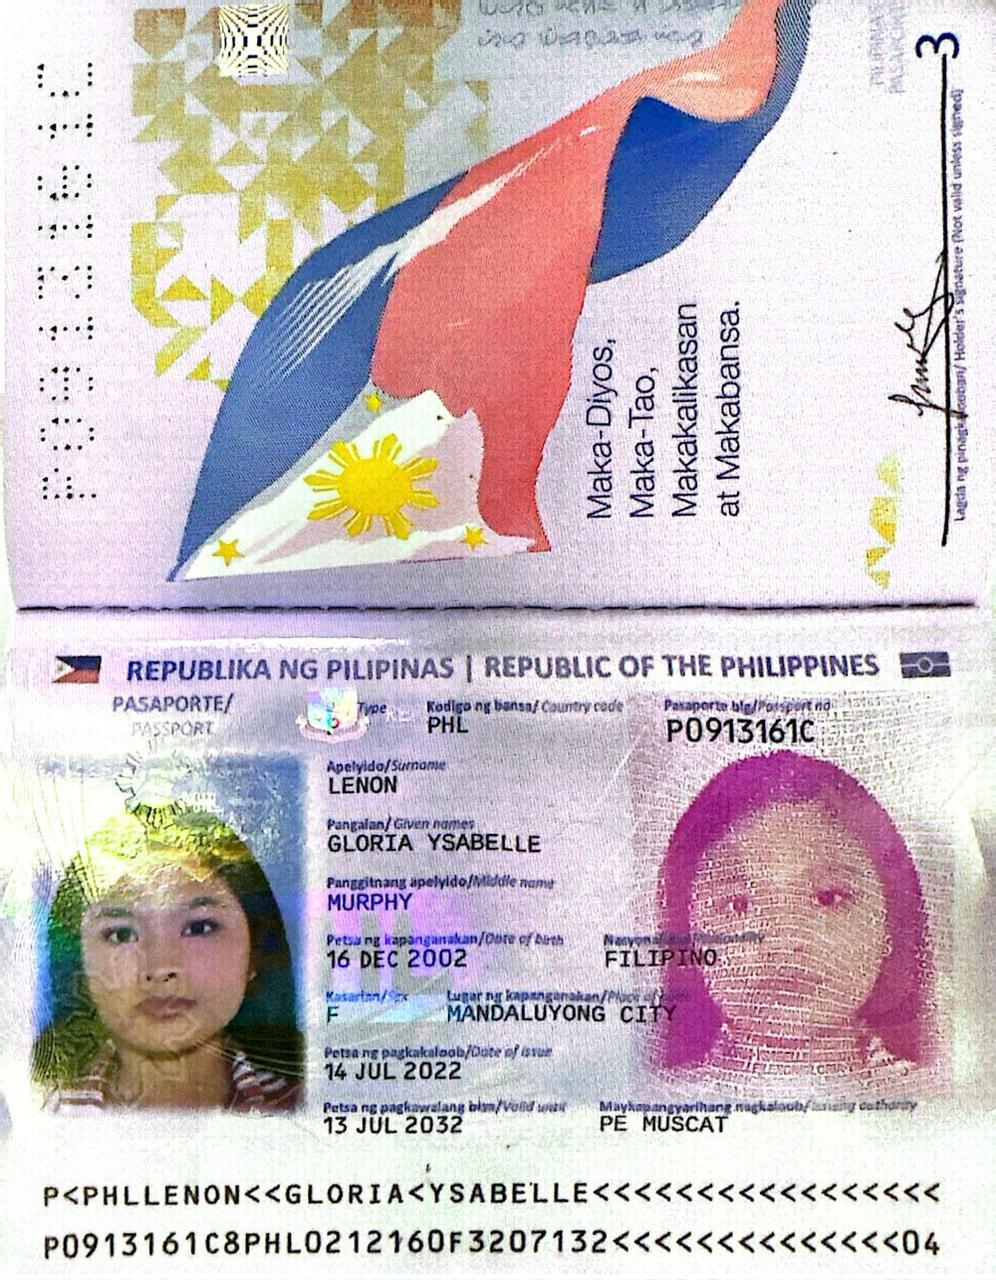 P0913161C
3
Maka-Diyos,
Maka-Tao,
Makakalikasan
at Makabansa.
Lagda ng pinagkalooban/ Holder's signature (Not valid unless signed)
REPUBLIKA NG PILIPINAS | REPUBLIC OF THE PHILIPPINES
PASAPORTE/
PASSPORT
Type
Kodigo ng bansa/ Country code
Pasaporte blg/Passport no
PHL
P0913161C
Apelyido/Surname
LENON
Pangalan/ Given names
GLORIA YSABELLE
Panggitnang apelyido/Middle name
MURPHY
Petsa ng kapanganakan/Date of birth
Nasyonalidad/Nationality
16 DEC 2002
FILIPINO
Kasarian/Sex
Lugar ng kapanganakan/Place of birth
F
MANDALUYONG CITY
Petsa ng pagkakaloob/Date of issue
14 JUL 2022
Petsa ng pagkawalang bisa/Valid until
Maykapangyarihang nagkaloob/Issuing authority
13 JUL 2032
PE MUSCAT
P<PHLLENON<<GLORIA<YSABELLE<<<<<<<<<<<<<<<<<
P0913161C8PHL0212160F3207132<<<<<<<<<<<<<<04